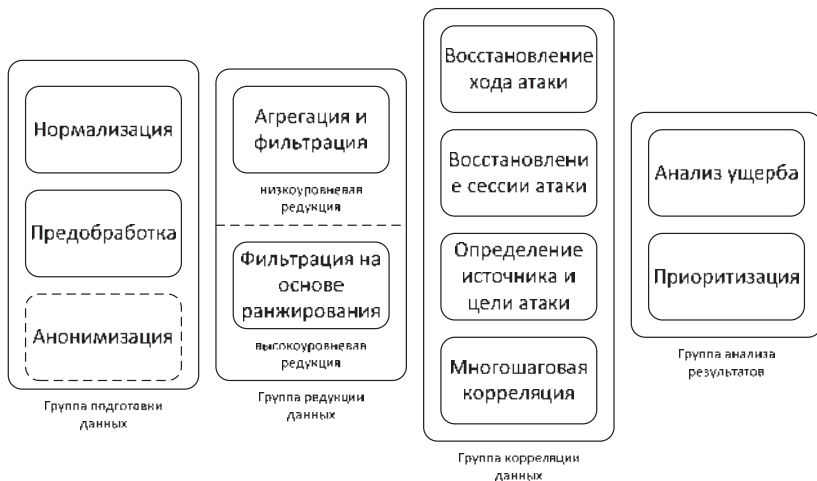 Нормализация
Предобработка
Анонимизация
Группа подготовки
данных
Агрегация и
фильтрация
низкоуровневая
редукция
Фильтрация на
основе
ранжирования
высокоуровневая
редукция
Группа редукции
данных
Восстановление
хода атаки
Восстановлени
е сессии атаки
Определение
источника и
цели атаки
Многошаговая
корреляция
Группа корреляции
данных
Анализ ущерба
Приоритизация
Группа анализа
результатов